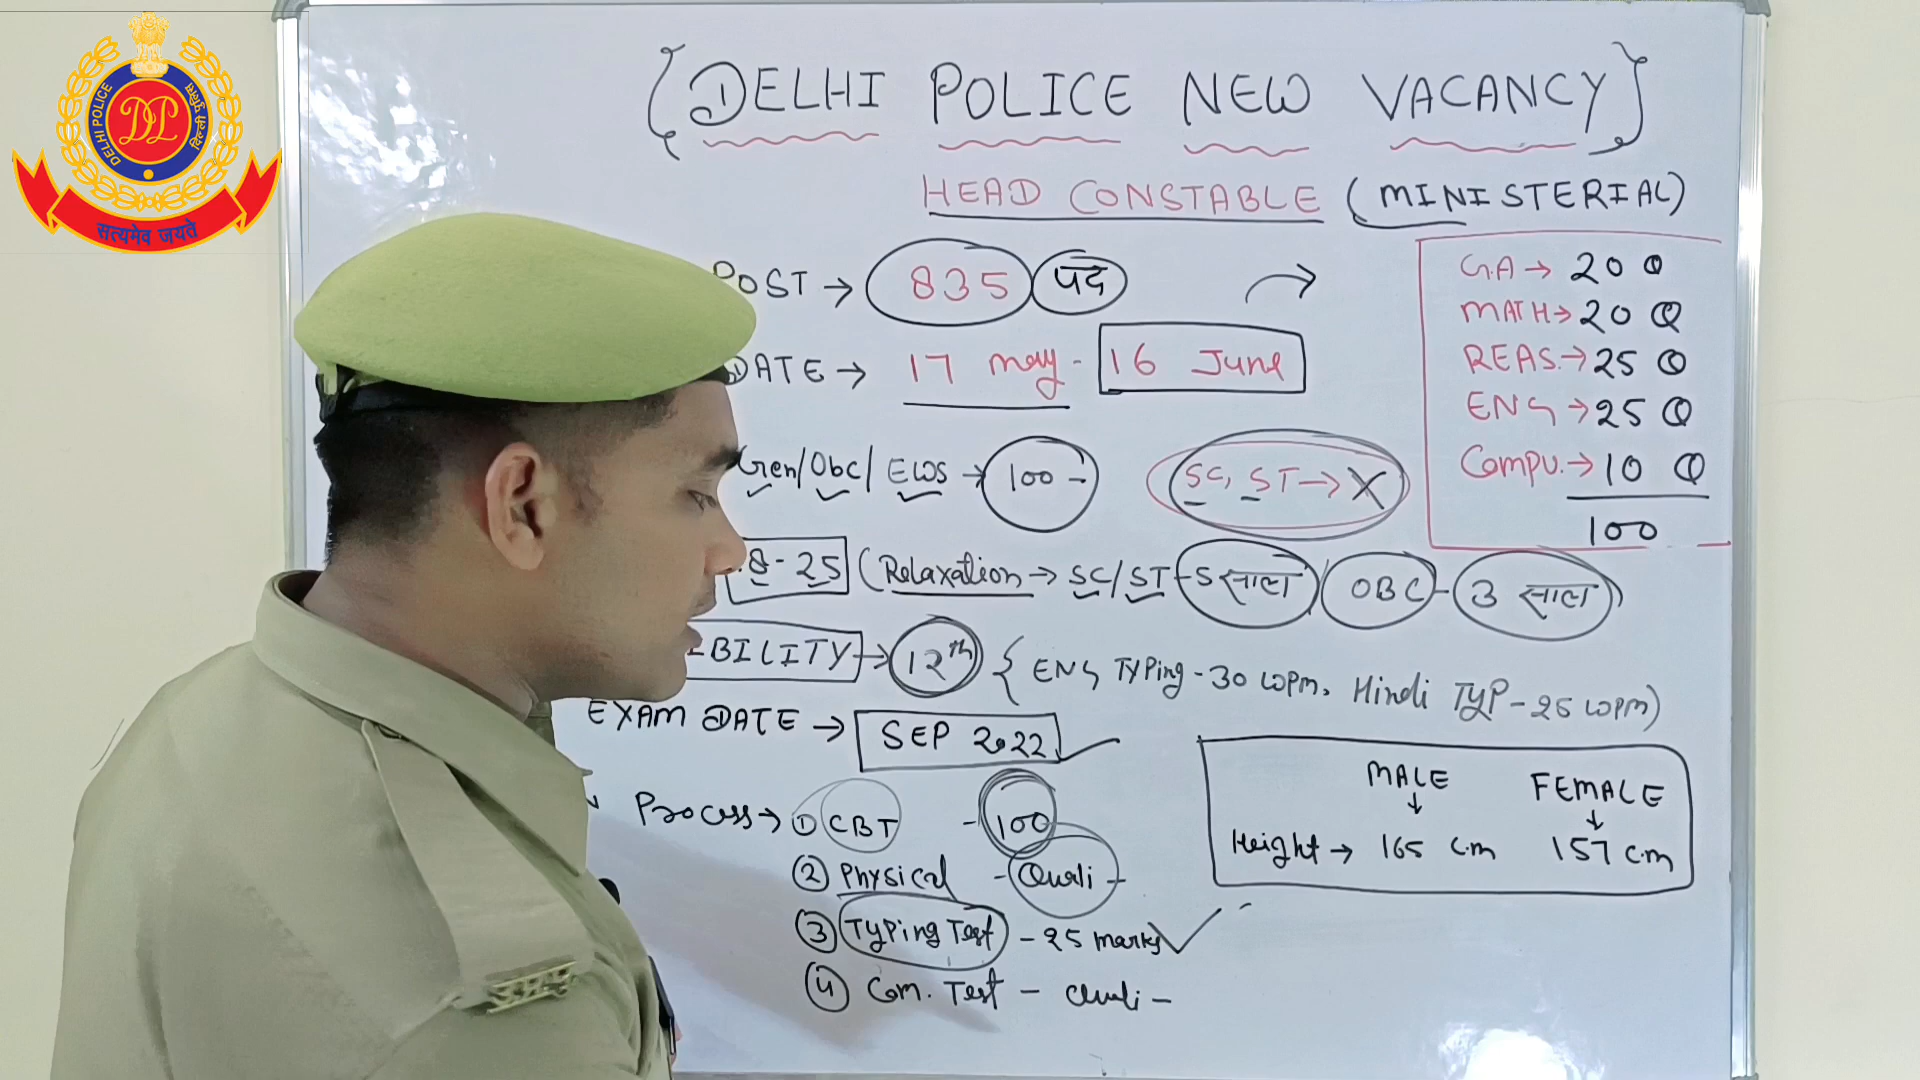 DELHI POLICE
दिल्ली पुलिस
DP
सत्यमेव जयते
{DELHI POLICE NEW VACANCY}
HEAD CONSTABLE (MINISTERIAL)
POST → 835 पद
DATE → 17 may - 16 June
Gen/Obc/ EWS → 100 - SC, ST → X
8-25 (Relaxation → SC/ST - 5 साल / OBC - 3 साल)
IBILITY → 12th { ENG TYPing - 30 wpm, Hindi TYP - 25 wpm)
EXAM DATE → SEP 2022
Process → ① CBT - 100
② Physical - Quali -
③ Typing Test - 25 marks
④ Com. Test - Quali -
G.A → 20 Q
MATH → 20 Q
REAS. → 25 Q
ENG → 25 Q
Compu. → 10 Q
100
MALE FEMALE
Height → 165 cm 157 c.m